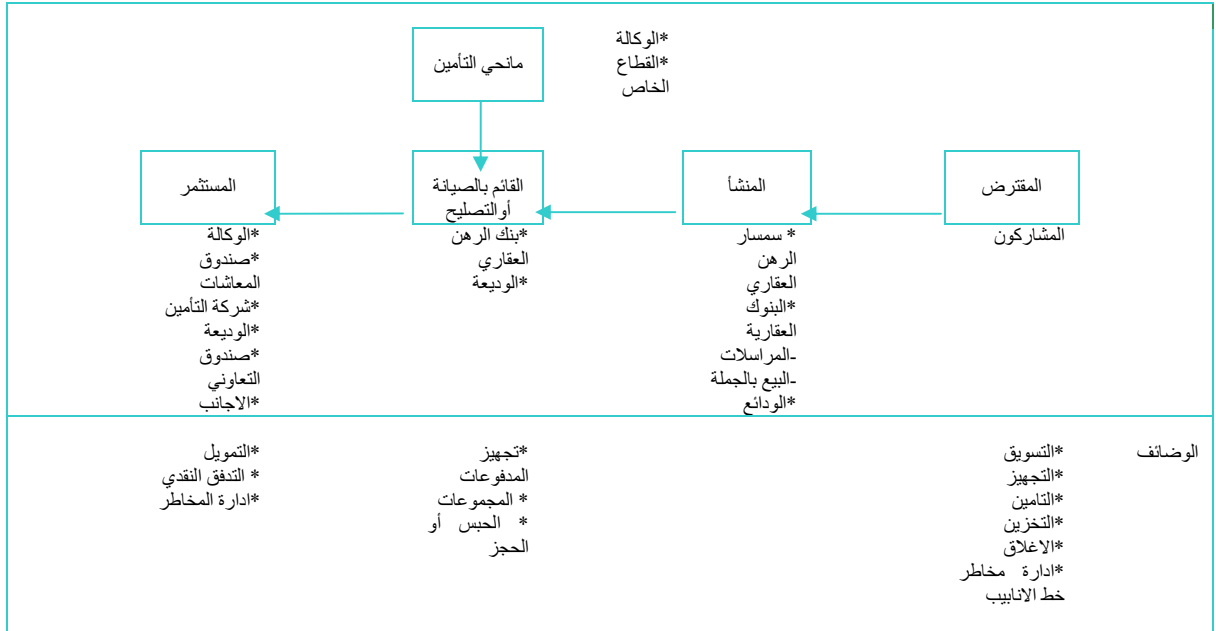 مانحي التأمين
*الوكالة
*القطاع
الخاص
المقترض
المشاركون
المنشأ
* سمسار
الرهن
العقاري
*البنوك
العقارية
-المراسلات
-البيع بالجملة
*الودائع
القائم بالصيانة
أوالتصليح
*بنك الرهن
العقاري
*الوديعة
المستثمر
*الوكالة
*صندوق
المعاشات
*شركة التأمين
*الوديعة
*صندوق
التعاوني
*الاجانب
الوضائف
*التسويق
*التجهيز
*التامين
*التخزين
*الاغلاق
*ادارة مخاطر
خط الانابيب
*تجهيز
المدفوعات
* المجموعات
* الحبس أو
الحجز
*التمويل
* التدفق النقدي
*ادارة المخاطر